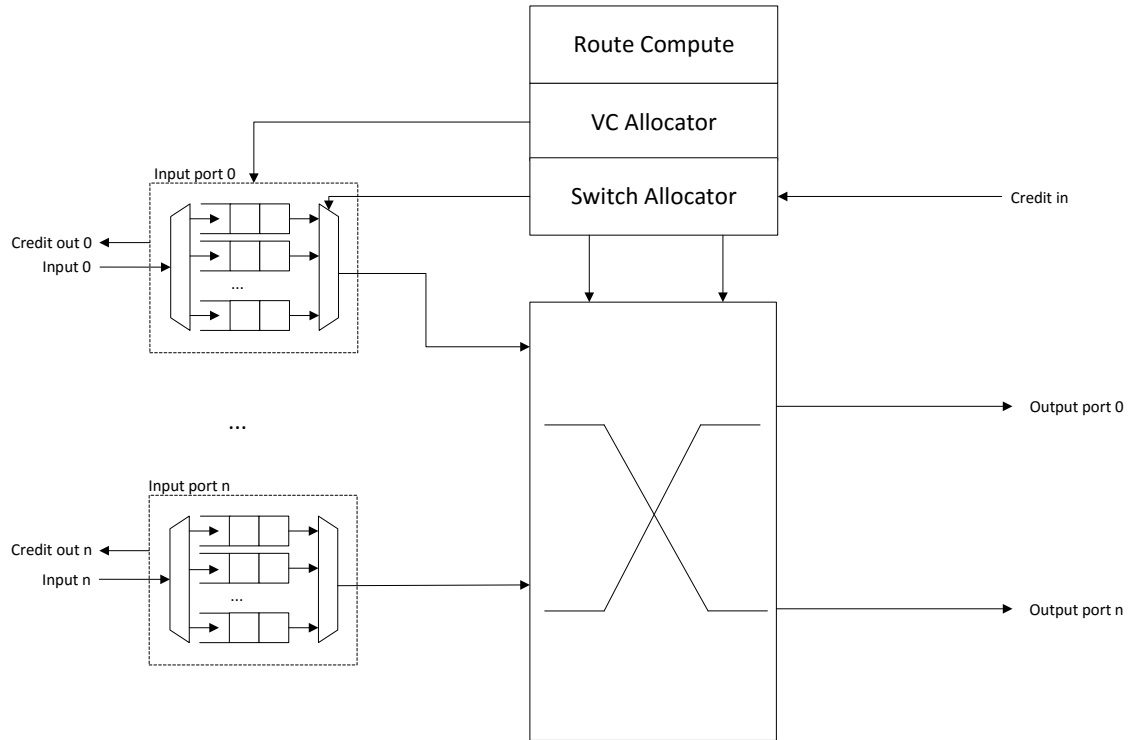 Route Compute
VC Allocator
Input port 0
Switch Allocator
Credit in
Credit out 0
Input 0
...
Output port 0
...
Input port n
Credit out n
Input n
...
Output port n